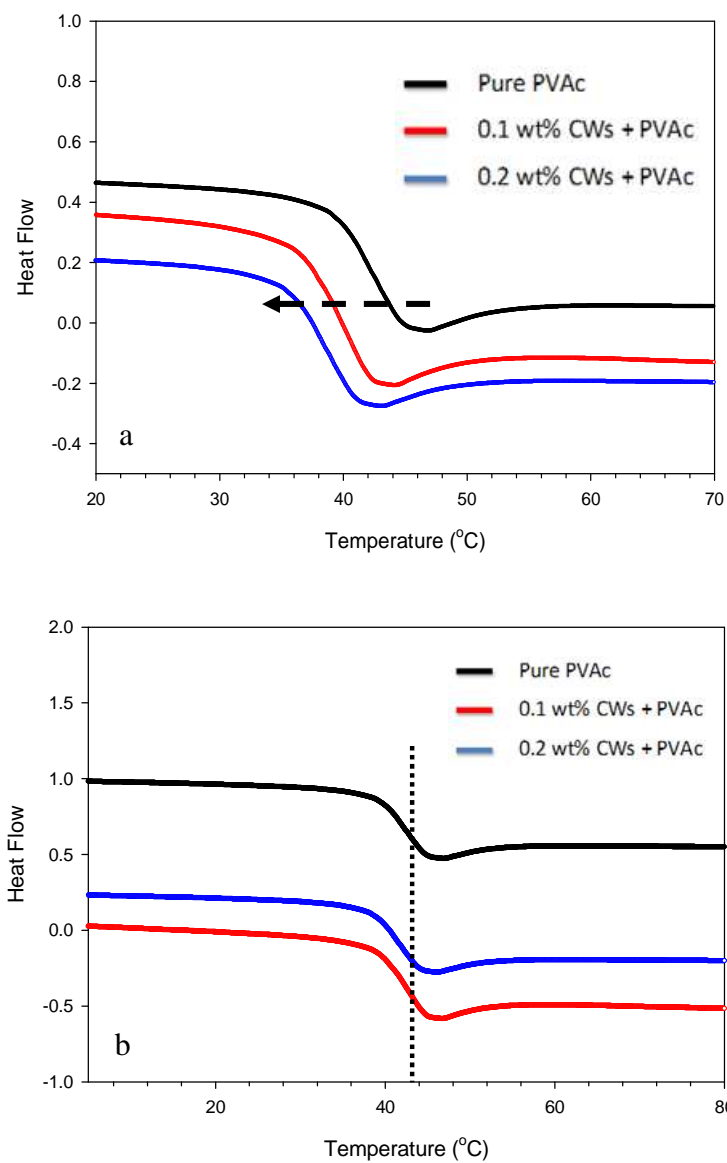 1.0
Pure PVAc
0.8
0.1 wt% CWs + PVAc
0.6
0.2 wt% CWs + PVAc
0.4
Heat Flow
0.2
0.0
-0.2
-0.4
a
20 30 40 50 60 70
Temperature (°C)
2.0
Pure PVAc
1.5
0.1 wt% CWs + PVAc
0.2 wt% CWs + PVAc
1.0
Heat Flow
0.5
0.0
-0.5
b
-1.0
20 40 60 80
Temperature (°C)